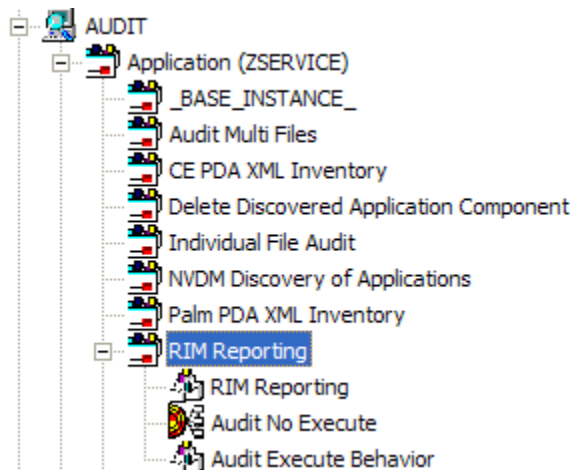 AUDIT
Application (ZSERVICE)
_BASE_INSTANCE_
Audit Multi Files
CE PDA XML Inventory
Delete Discovered Application Component
Individual File Audit
NVDM Discovery of Applications
Palm PDA XML Inventory
RIM Reporting
RIM Reporting
Audit No Execute
Audit Execute Behavior